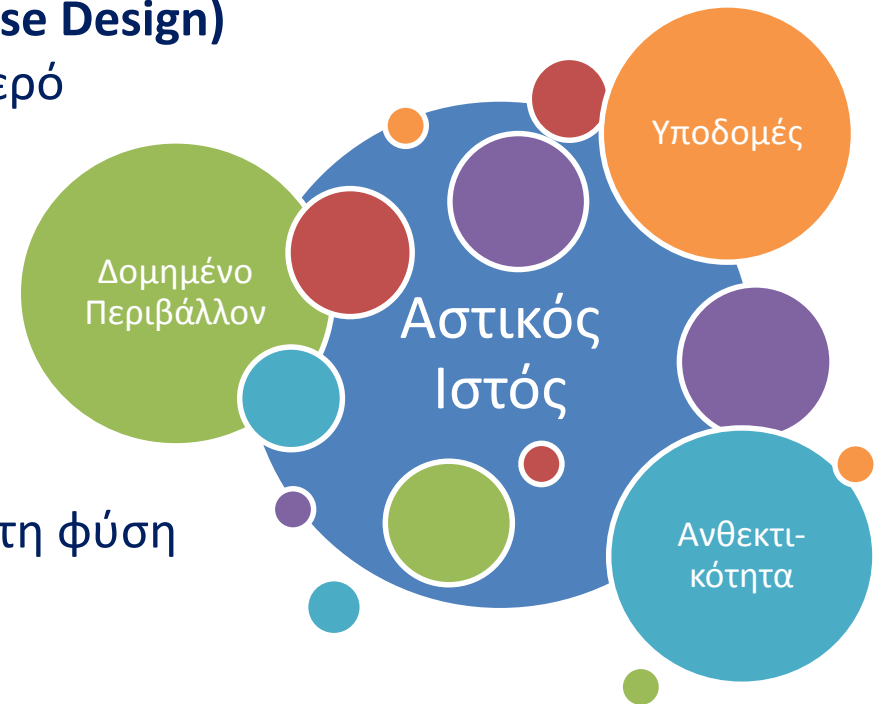 se Design)
ερό
Υποδομές
Δομημένο
Περιβάλλον
Αστικός
Ιστός
τη φύση
Ανθεκτι-
κότητα